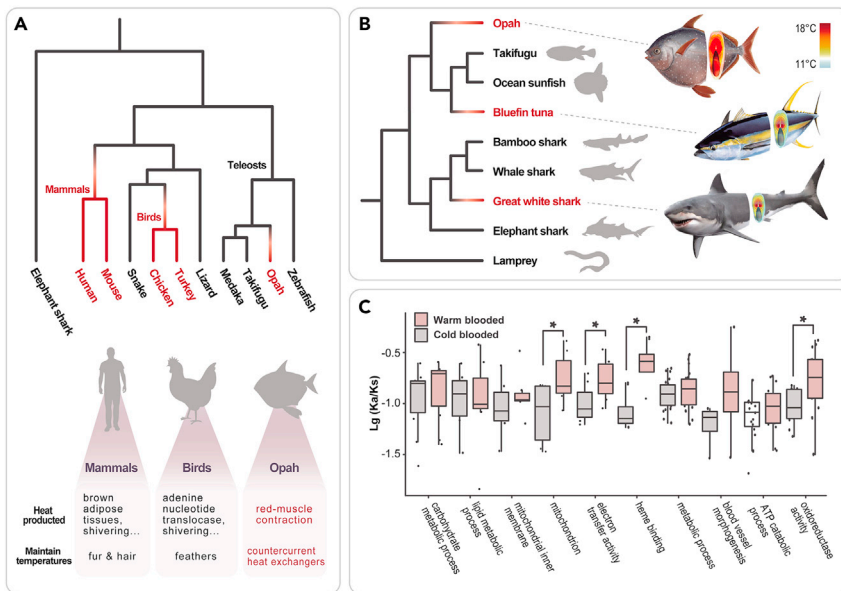 A
Mammals
Birds
Teleosts
Elephant shark
Human
Mouse
Snake
Chicken
Turkey
Lizard
Medaka
Takifugu
Opah
Zebrafish
Mammals
Birds
Opah
Heat
produced
brown
adipose
tissues,
shivering...
adenine
nucleotide
translocase,
shivering...
red-muscle
contraction
Maintain
temperatures
fur & hair
feathers
countercurrent
heat exchangers
B
Opah
Takifugu
Ocean sunfish
Bluefin tuna
Bamboo shark
Whale shark
Great white shark
Elephant shark
Lamprey
18°C
11°C
C
Warm blooded
Cold blooded
Lg (Ka/Ks)
-0.5
-1.0
-1.5
*
*
*
*
carbohydrate
metabolic process
lipid metabolic
process
mitochondrial inner
membrane
mitochondrion
electron
transfer activity
heme binding
metabolic process
blood vessel
morphogenesis
ATP catabolic
process
oxidoreductase
activity